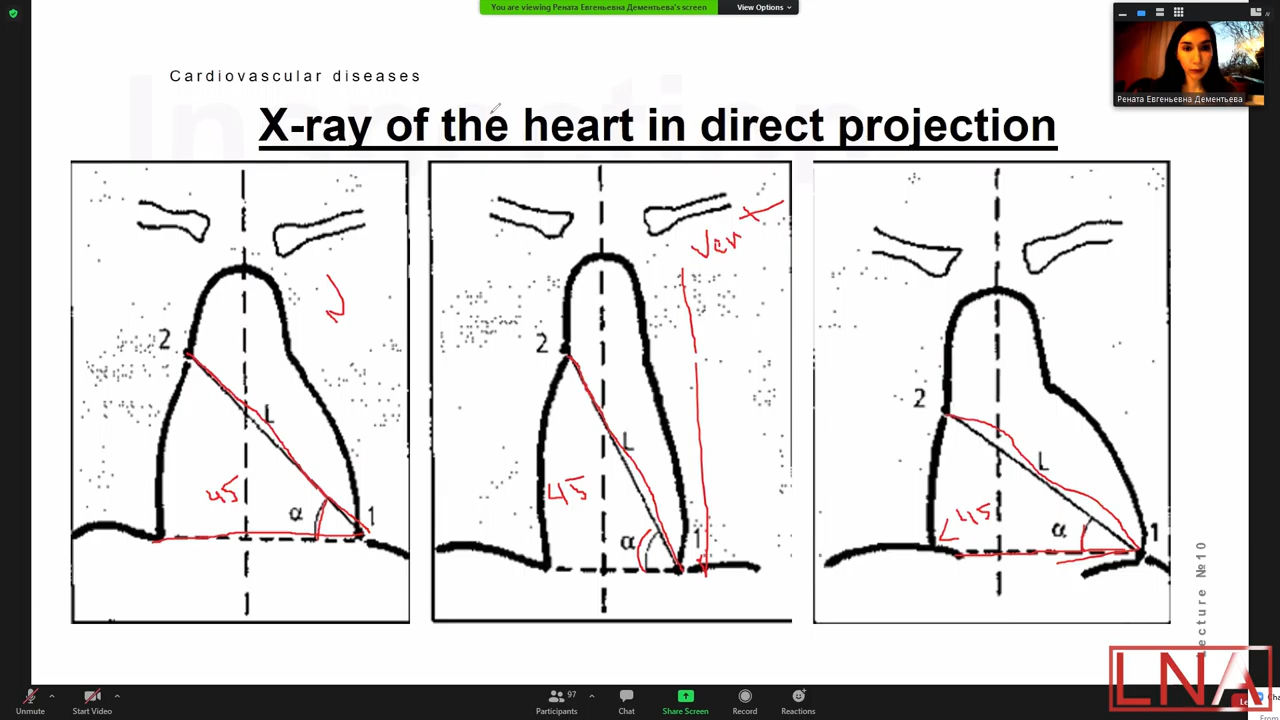 You are viewing Рената Евгеньевна Дементьева's screen
View Options
Рената Евгеньевна Дементьева
Cardiovascular diseases
X-ray of the heart in direct projection
N
2
L
45
α
1
Ver
2
L
45
α
1
2
L
<45
α
1
Lecture №10
LNA
Unmute
Start Video
97
Participants
Chat
Share Screen
Record
Reactions